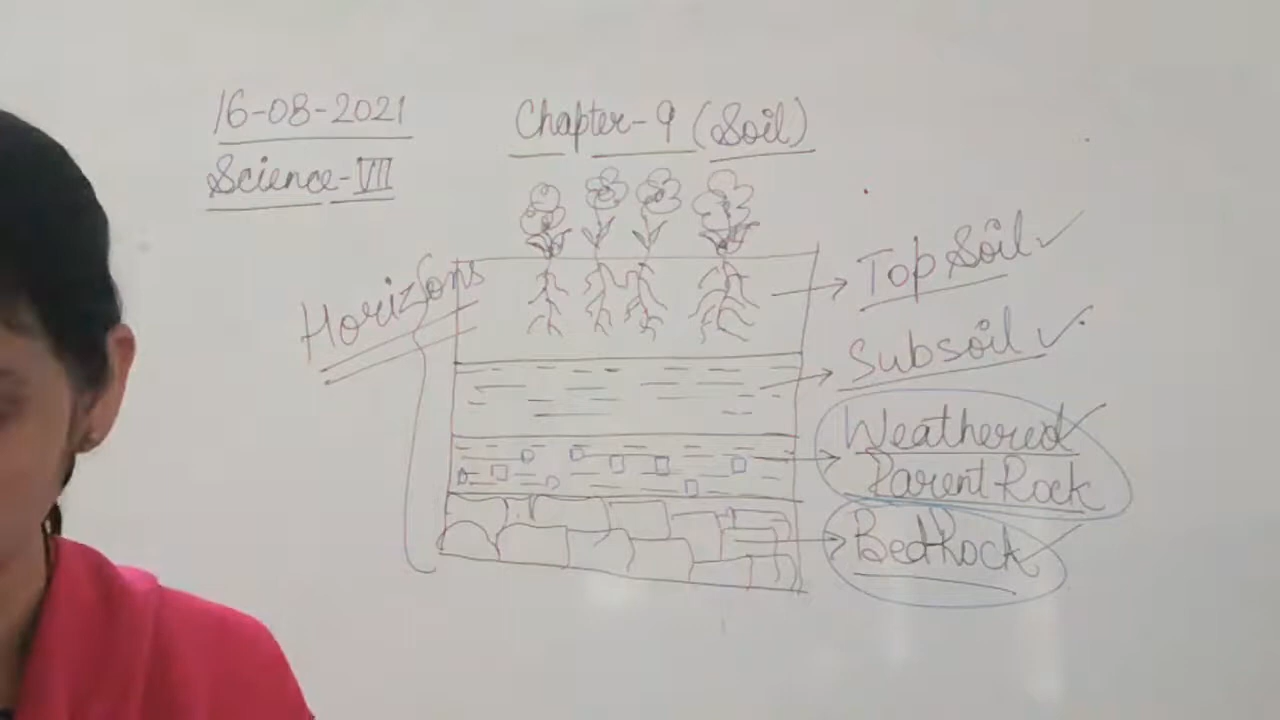 16-08-2021
Science-VII
Chapter-9 (Soil)
Horizons
Top Soil
Subsoil
Weathered
Parent Rock
BedRock